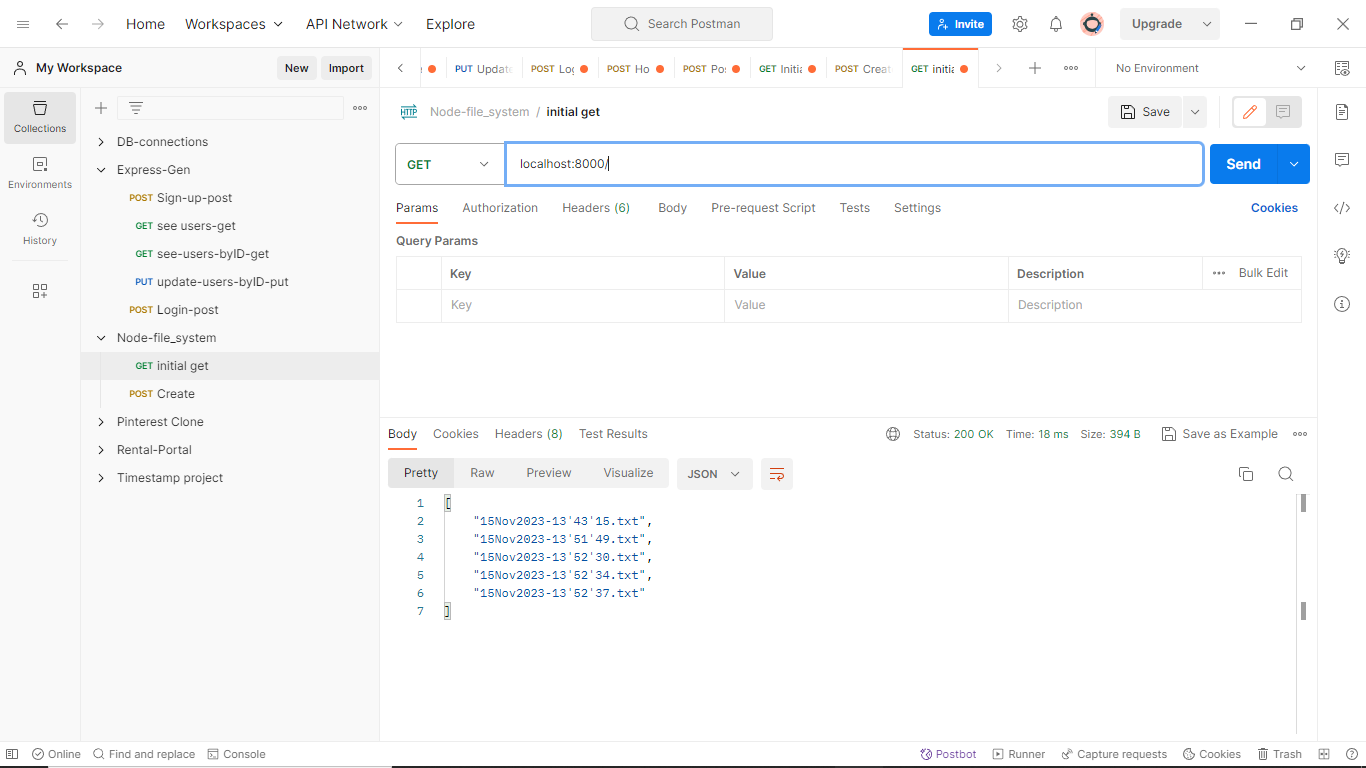 Home Workspaces API Network Explore Search Postman Invite Upgrade
My Workspace New Import
PUT Update POST Log POST Ho POST Pos GET Initia POST Creat GET initia No Environment
Collections
Environments
History
DB-connections
Express-Gen
POST Sign-up-post
GET see users-get
GET see-users-byID-get
PUT update-users-byID-put
POST Login-post
Node-file_system
GET initial get
POST Create
Pinterest Clone
Rental-Portal
Timestamp project
HTTP Node-file_system / initial get Save
GET localhost:8000/ Send
Params Authorization Headers (6) Body Pre-request Script Tests Settings Cookies
Query Params
Key Value Description Bulk Edit
Key Value Description
Body Cookies Headers (8) Test Results Status: 200 OK Time: 18 ms Size: 394 B Save as Example
Pretty Raw Preview Visualize JSON
1 [
2 "15Nov2023-13'43'15.txt",
3 "15Nov2023-13'51'49.txt",
4 "15Nov2023-13'52'30.txt",
5 "15Nov2023-13'52'34.txt",
6 "15Nov2023-13'52'37.txt"
7 ]
Online Find and replace Console Postbot Runner Capture requests Cookies Trash